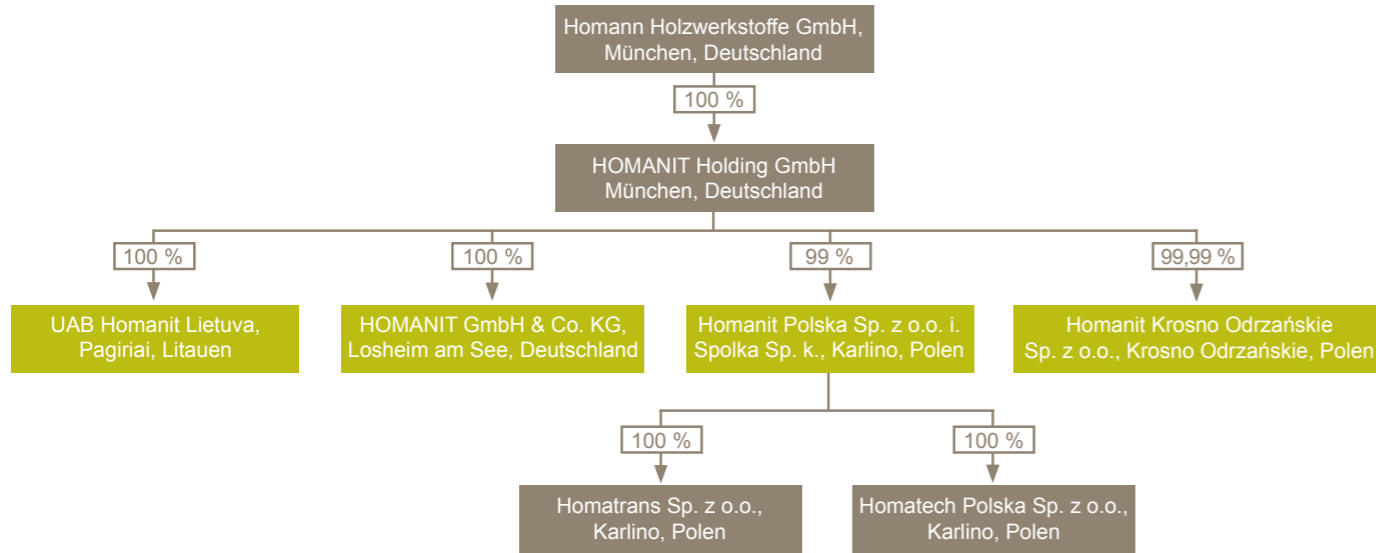 Homann Holzwerkstoffe GmbH,
München, Deutschland
100 %
HOMANIT Holding GmbH
München, Deutschland
100 %
100 %
99 %
99,99 %
UAB Homanit Lietuva,
Pagiriai, Litauen
HOMANIT GmbH & Co. KG,
Losheim am See, Deutschland
Homanit Polska Sp. z o.o. i.
Spolka Sp. k., Karlino, Polen
Homanit Krosno Odrzańskie
Sp. z o.o., Krosno Odrzańskie, Polen
100 %
100 %
Homatrans Sp. z o.o.,
Karlino, Polen
Homatech Polska Sp. z o.o.,
Karlino, Polen